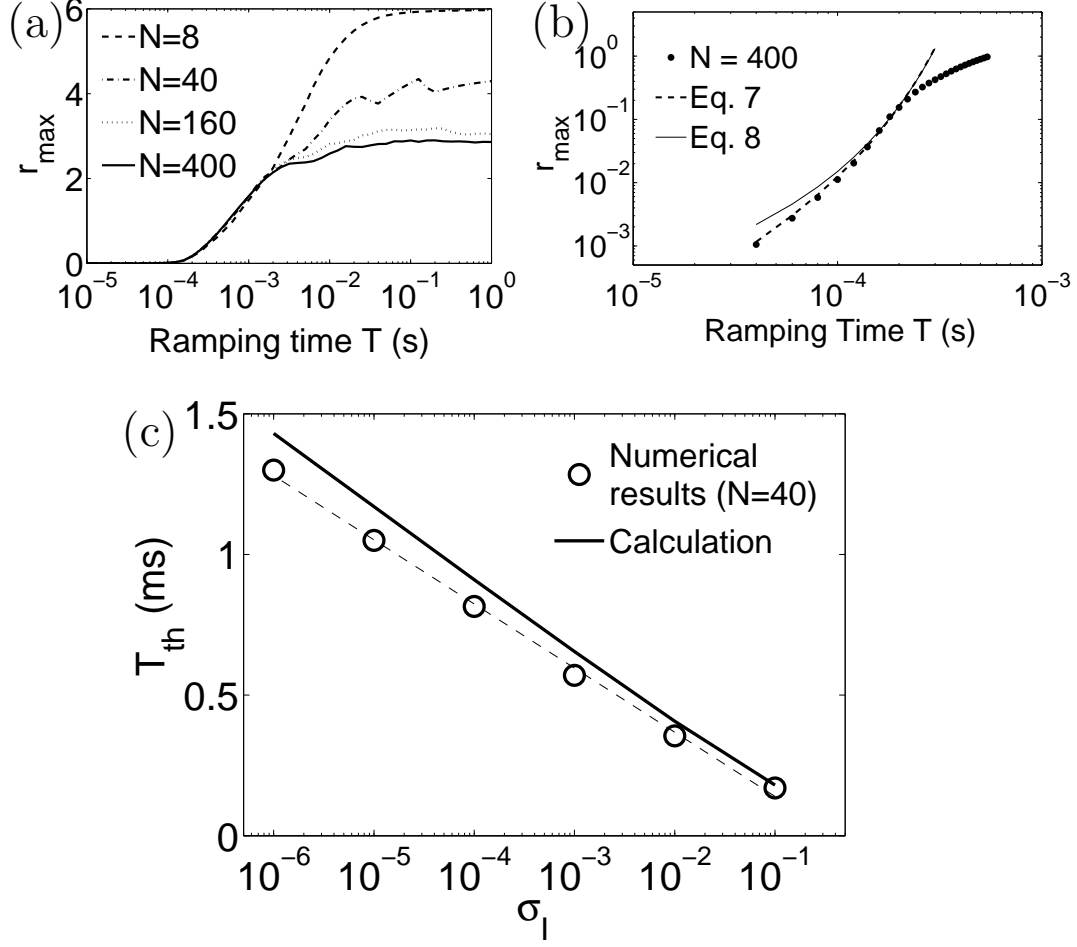 (a)
6
4
2
0
r_max
N=8
N=40
N=160
N=400
10^−5 10^−4 10^−3 10^−2 10^−1 10^0
Ramping time T (s)
(b)
10^0
10^−1
10^−2
10^−3
r_max
N = 400
Eq. 7
Eq. 8
10^−5 10^−4 10^−3
Ramping Time T (s)
(c)
1.5
1
0.5
0
T_th (ms)
Numerical
results (N=40)
Calculation
10^−6 10^−5 10^−4 10^−3 10^−2 10^−1
σ_I